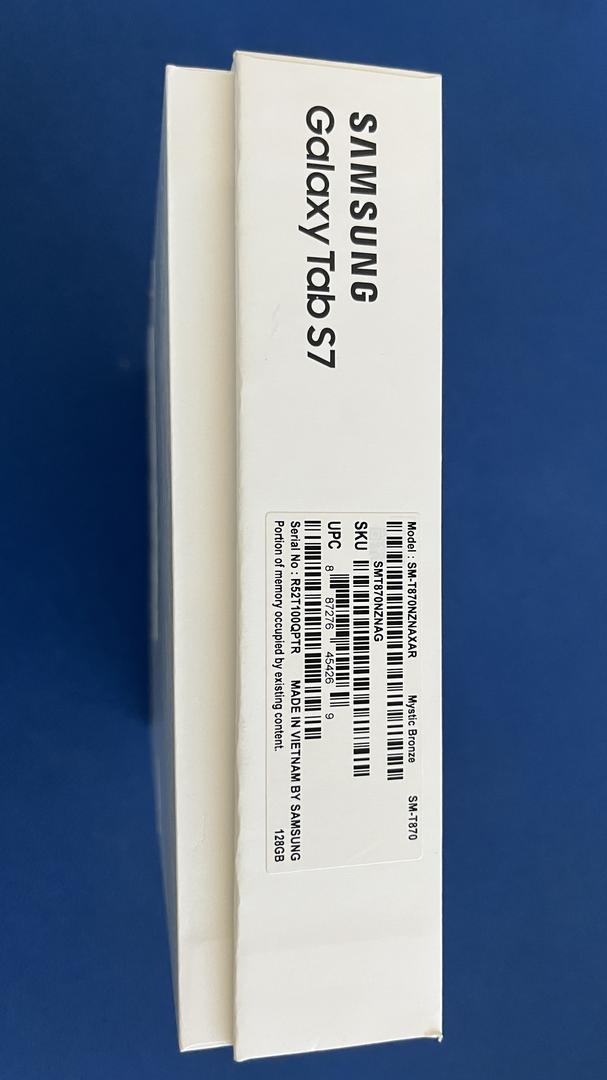 SAMSUNG
Galaxy Tab S7
Model : SM-T870NZNAXAR Mystic Bronze SM-T870
SMT870NZNAG
SKU
UPC 8 87276 45426 9
Serial No : R52T100QPTR MADE IN VIETNAM BY SAMSUNG
Portion of memory occupied by existing content. 128GB